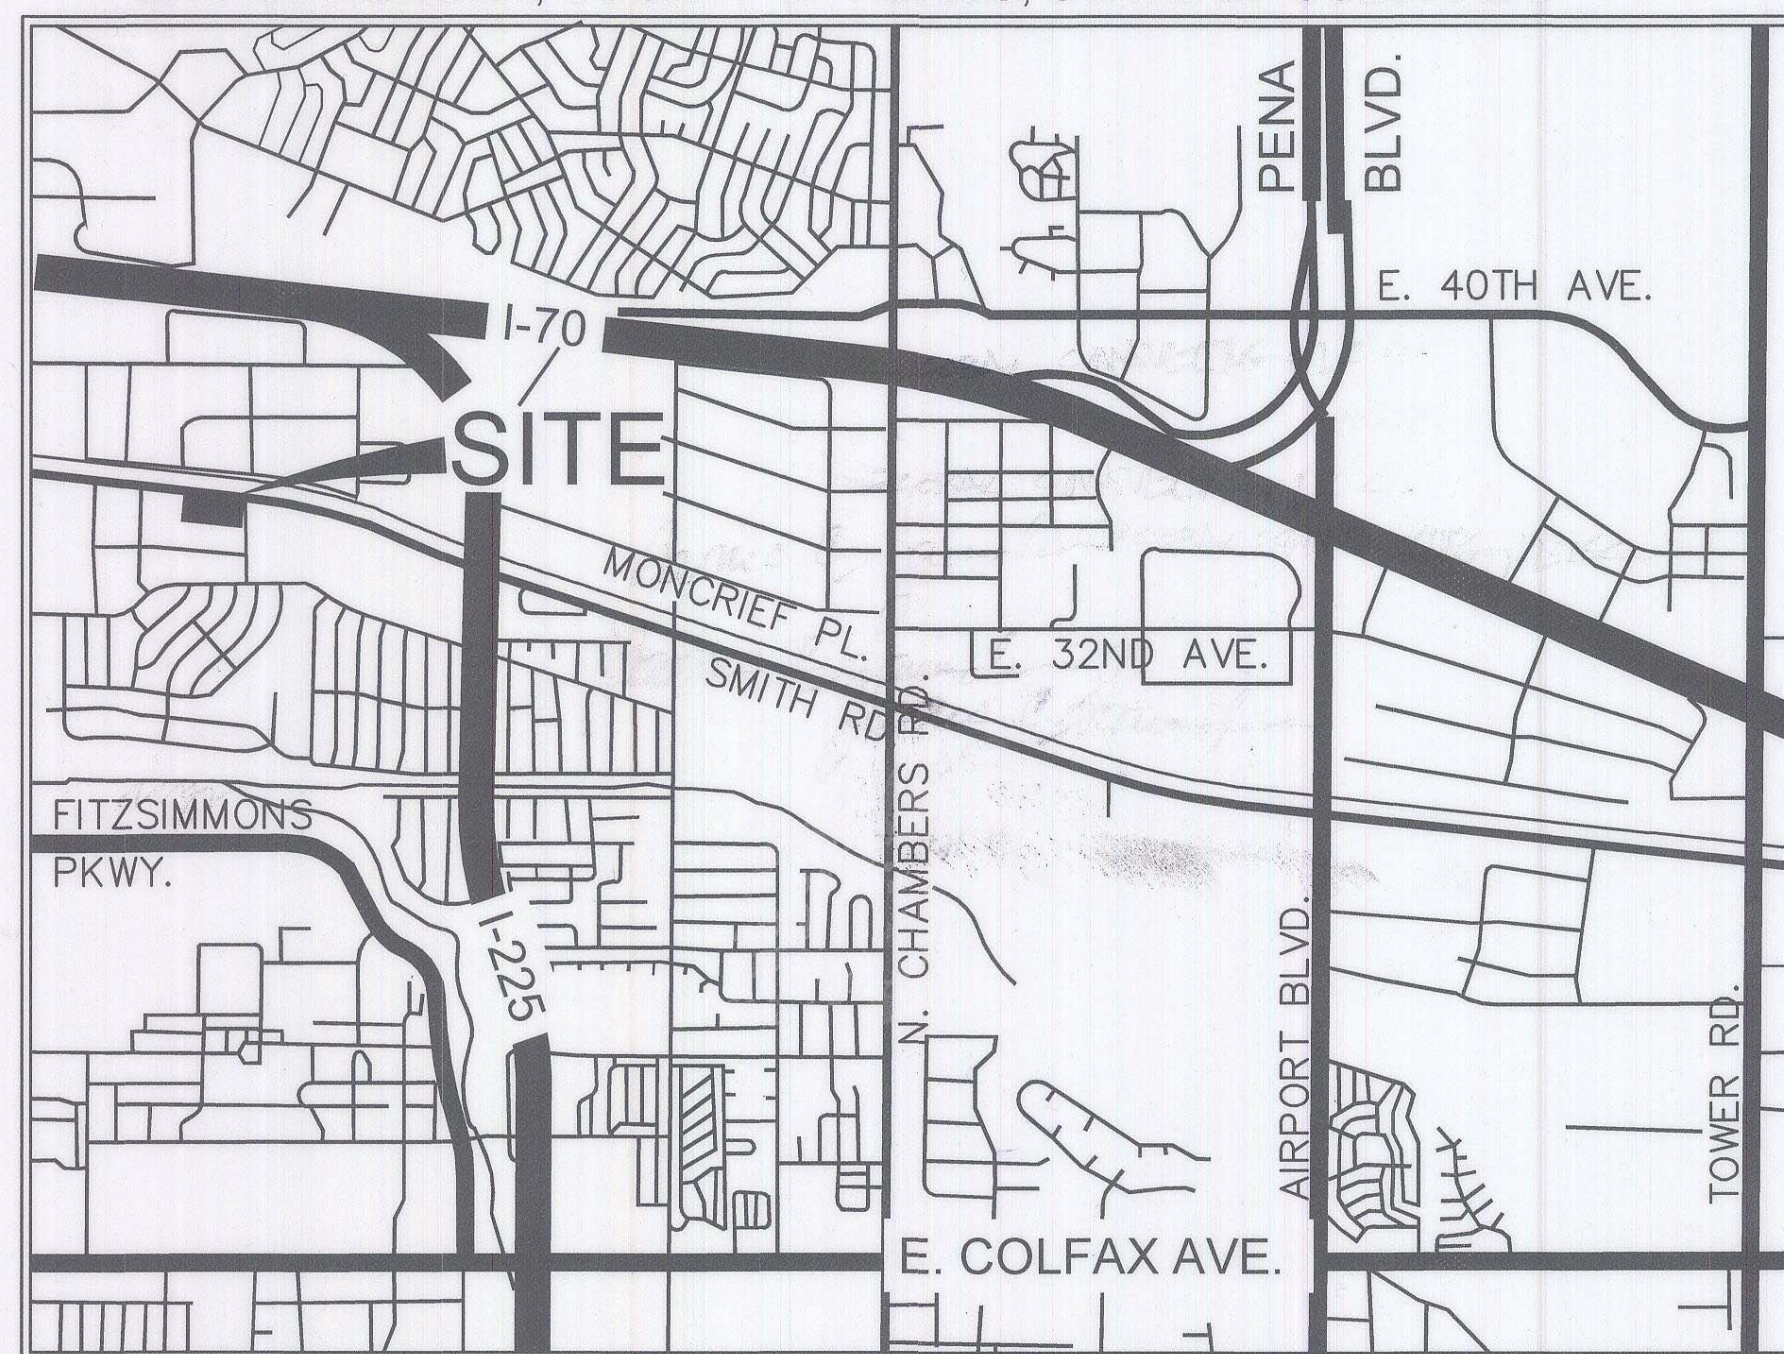 PENA
BLVD.
E. 40TH AVE.
I-70
SITE
MONCRIEF PL.
E. 32ND AVE.
SMITH RD.
N. CHAMBERS RD.
FITZSIMMONS
PKWY.
I-225
AIRPORT BLVD.
TOWER RD.
E. COLFAX AVE.